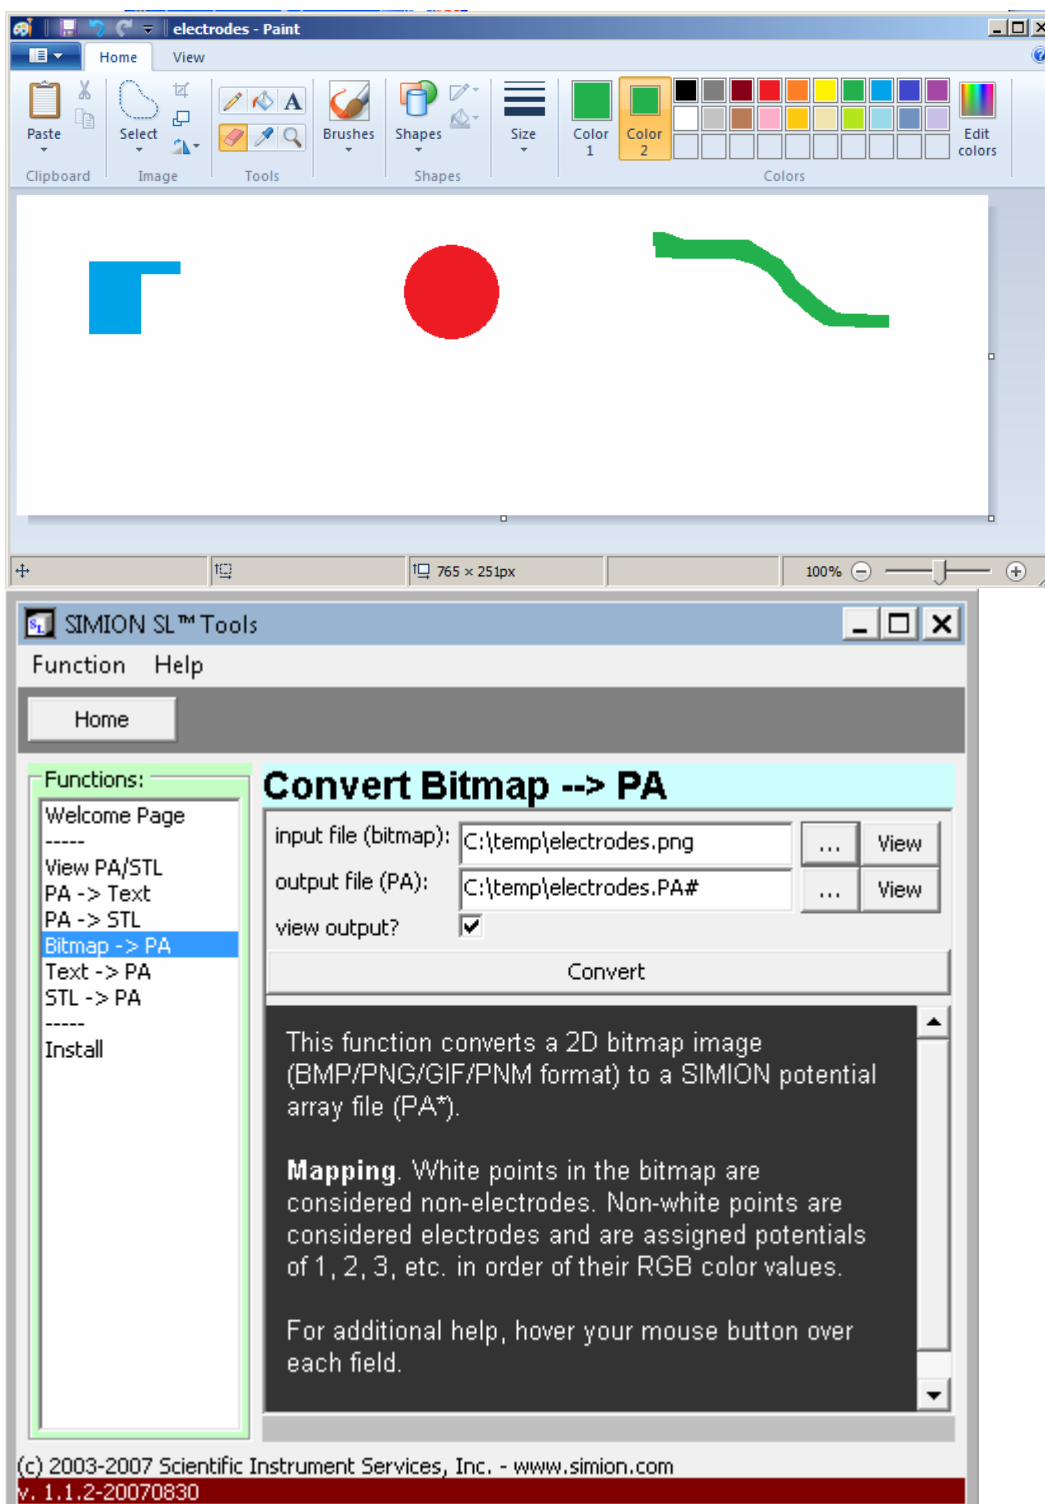 electrodes - Paint
Home View
Paste
Select
Brushes
Shapes
Size
Color 1
Color 2
Edit colors
Clipboard Image Tools Shapes Colors
765 × 251px 100%
SL SIMION SL™ Tools
Function Help
Home
Functions:
Welcome Page
-----
View PA/STL
PA -> Text
PA -> STL
Bitmap -> PA
Text -> PA
STL -> PA
-----
Install
Convert Bitmap --> PA
input file (bitmap): C:\temp\electrodes.png ... View
output file (PA): C:\temp\electrodes.PA# ... View
view output?
Convert
This function converts a 2D bitmap image
(BMP/PNG/GIF/PNM format) to a SIMION potential
array file (PA*).
Mapping. White points in the bitmap are
considered non-electrodes. Non-white points are
considered electrodes and are assigned potentials
of 1, 2, 3, etc. in order of their RGB color values.
For additional help, hover your mouse button over
each field.
(c) 2003-2007 Scientific Instrument Services, Inc. - www.simion.com
v. 1.1.2-20070830